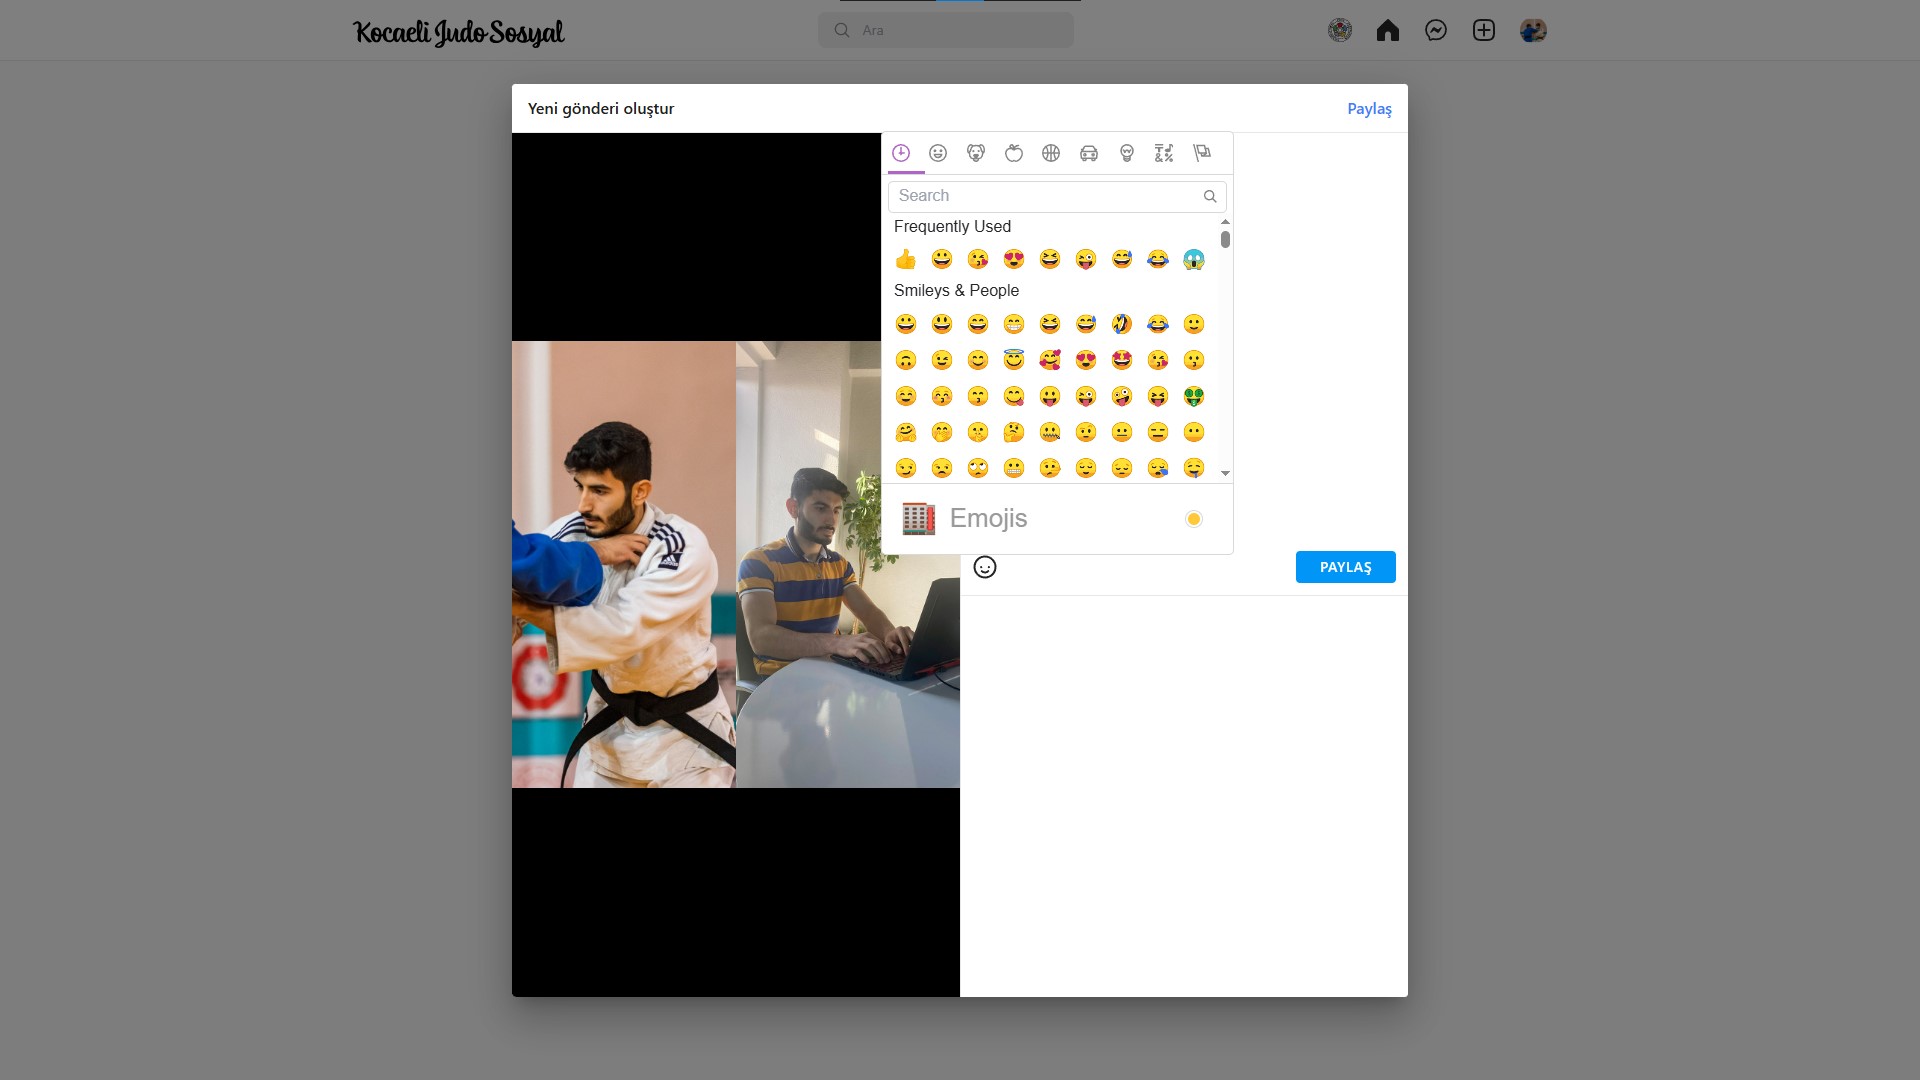 Kocaeli Judo Sosyal
Ara
Yeni gönderi oluştur
Paylaş
Search
Frequently Used
Smileys & People
Emojis
PAYLAŞ